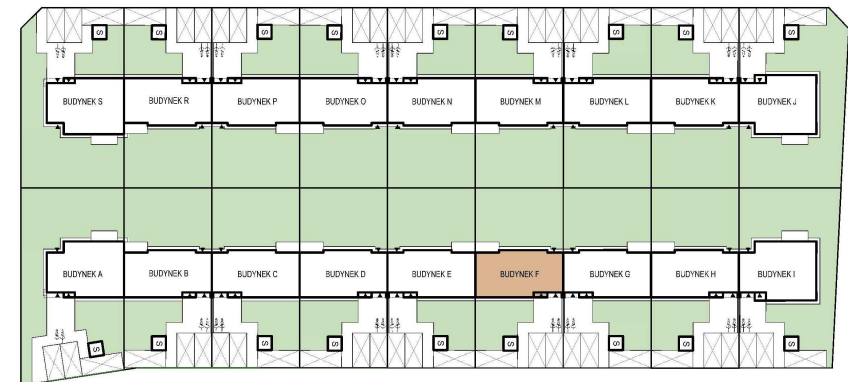 S
S
S
S
S
S
S
S
S
BUDYNEK S
BUDYNEK R
BUDYNEK P
BUDYNEK O
BUDYNEK N
BUDYNEK M
BUDYNEK L
BUDYNEK K
BUDYNEK J
BUDYNEK A
BUDYNEK B
BUDYNEK C
BUDYNEK D
BUDYNEK E
BUDYNEK F
BUDYNEK G
BUDYNEK H
BUDYNEK I
S
S
S
S
S
S
S
S
S